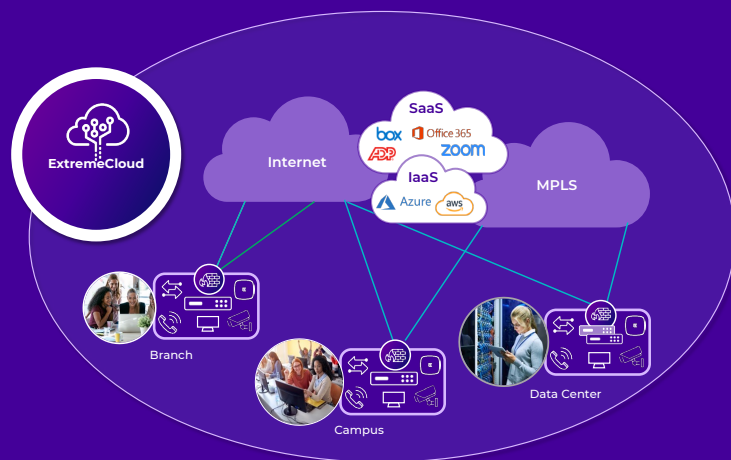 ExtremeCloud
Internet
SaaS
box Office 365
ADP zoom
IaaS
Azure aws
MPLS
Branch
Campus
Data Center